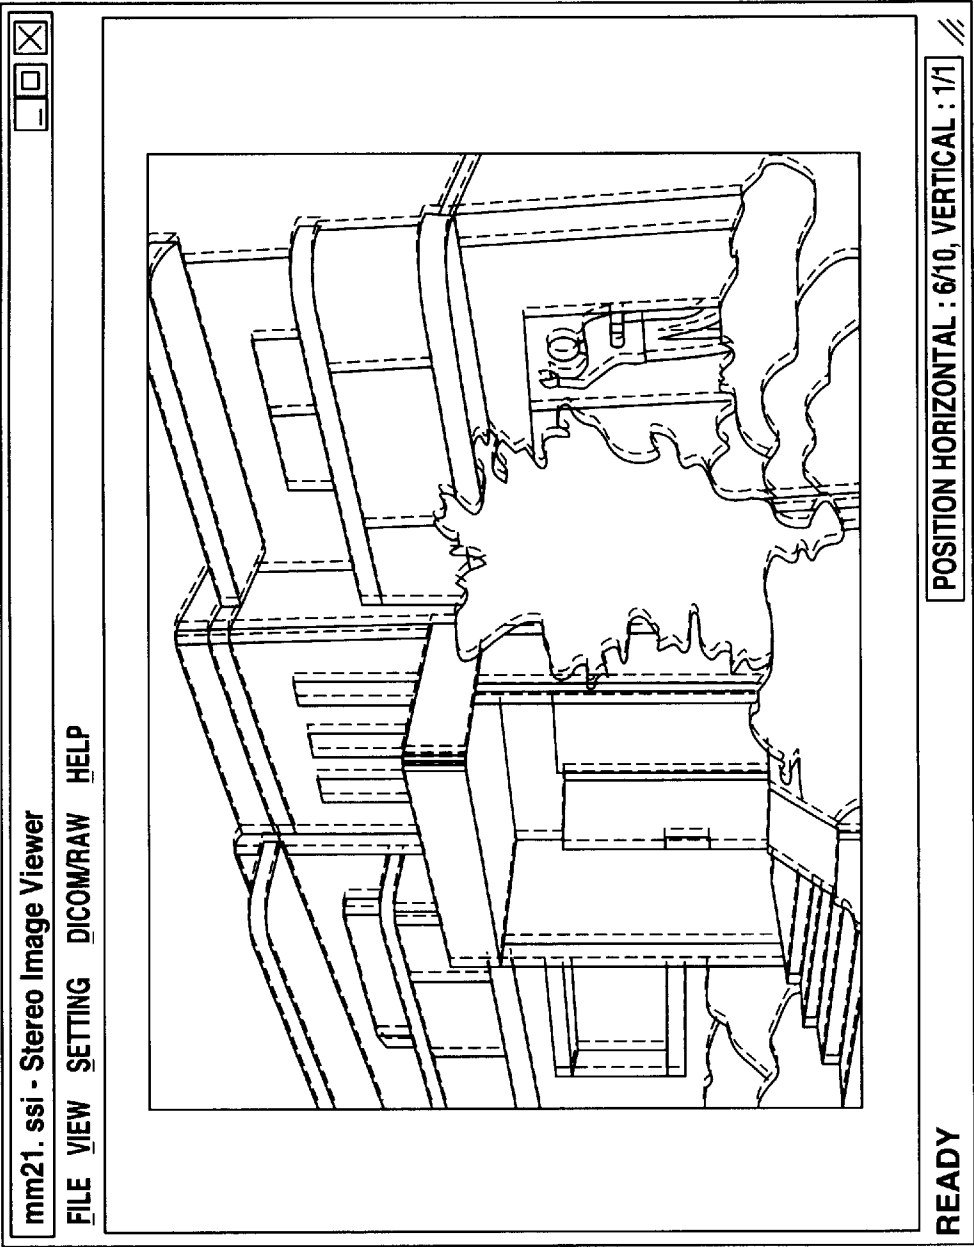 mm21. ssi - Stereo Image Viewer
FILE VIEW SETTING DICOM/RAW HELP
READY POSITION HORIZONTAL : 6/10, VERTICAL : 1/1